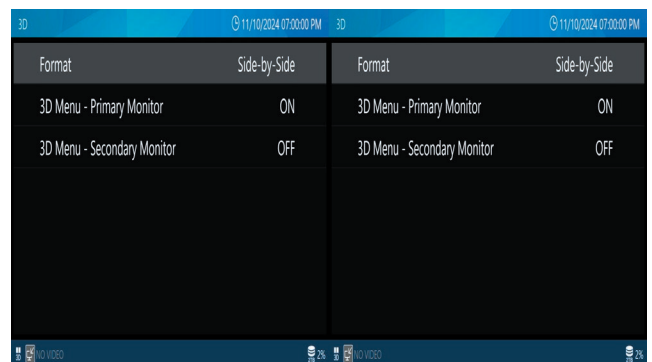 3D 11/10/2024 07:00:00 PM 3D 11/10/2024 07:00:00 PM
Format Side-by-Side Format Side-by-Side
3D Menu - Primary Monitor ON 3D Menu - Primary Monitor ON
3D Menu - Secondary Monitor OFF 3D Menu - Secondary Monitor OFF
3D NO VIDEO 2% 3D NO VIDEO 2%